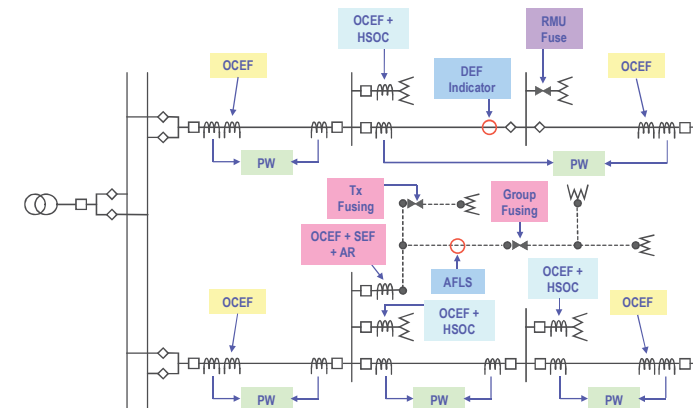 OCEF +
HSOC
RMU
Fuse
OCEF
DEF
Indicator
OCEF
PW
PW
Tx
Fusing
Group
Fusing
OCEF + SEF
+ AR
AFLS
OCEF +
HSOC
OCEF
OCEF +
HSOC
OCEF
PW
PW
PW